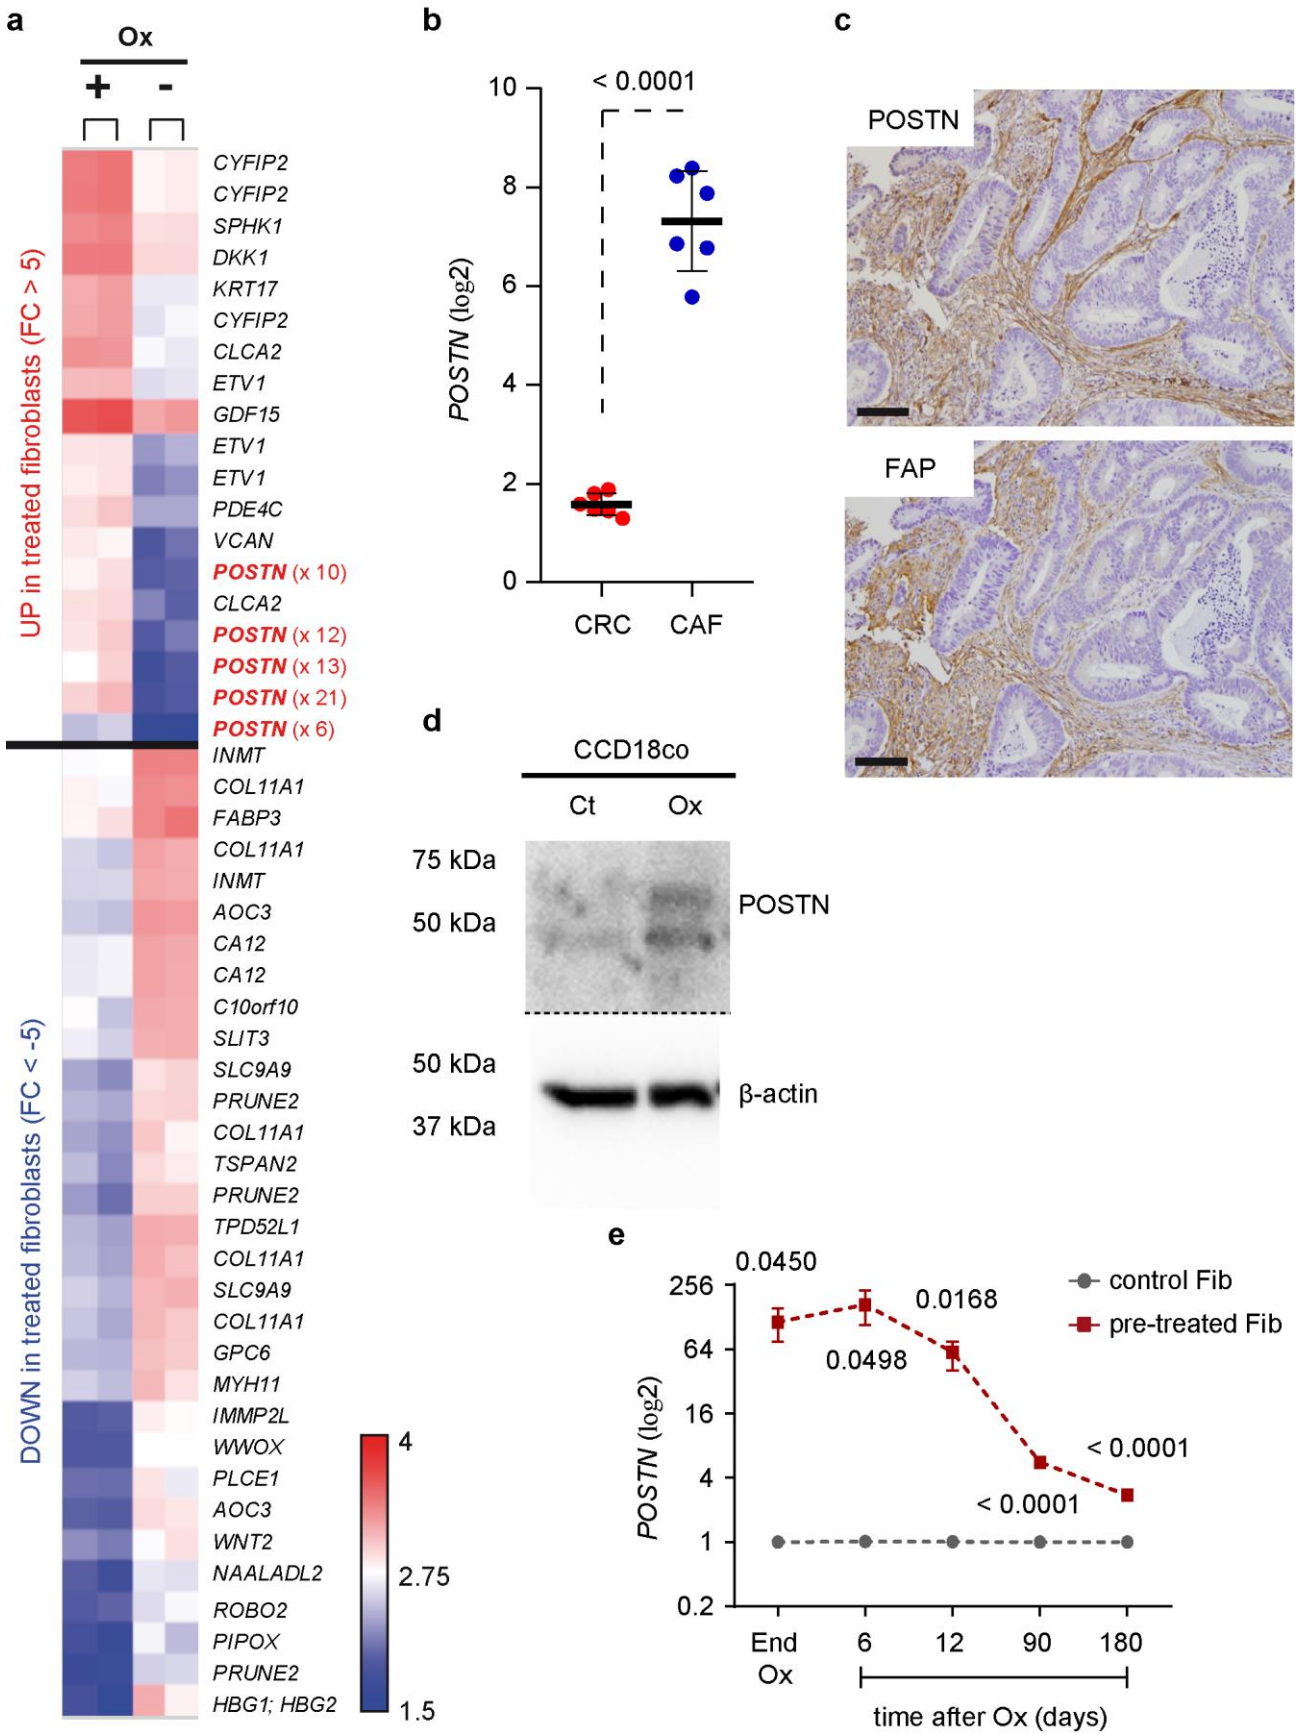 a
Ox
+ -
UP in treated fibroblasts (FC > 5)
CYFIP2
CYFIP2
SPHK1
DKK1
KRT17
CYFIP2
CLCA2
ETV1
GDF15
ETV1
ETV1
PDE4C
VCAN
POSTN (x 10)
CLCA2
POSTN (x 12)
POSTN (x 13)
POSTN (x 21)
POSTN (x 6)
DOWN in treated fibroblasts (FC < -5)
INMT
COL11A1
FABP3
COL11A1
INMT
AOC3
CA12
CA12
C10orf10
SLIT3
SLC9A9
PRUNE2
COL11A1
TSPAN2
PRUNE2
TPD52L1
COL11A1
SLC9A9
COL11A1
GPC6
MYH11
IMMP2L
WWOX
PLCE1
AOC3
WNT2
NAALADL2
ROBO2
PIPOX
PRUNE2
HBG1; HBG2
4
2.75
1.5
b
< 0.0001
POSTN (log2)
10
8
6
4
2
0
CRC CAF
c
POSTN
FAP
d
CCD18co
Ct Ox
75 kDa
POSTN
50 kDa
50 kDa
β-actin
37 kDa
e
POSTN (log2)
256
64
16
4
1
0.2
0.0450
0.0498
0.0168
< 0.0001
< 0.0001
control Fib
pre-treated Fib
End Ox
6 12 90 180
time after Ox (days)